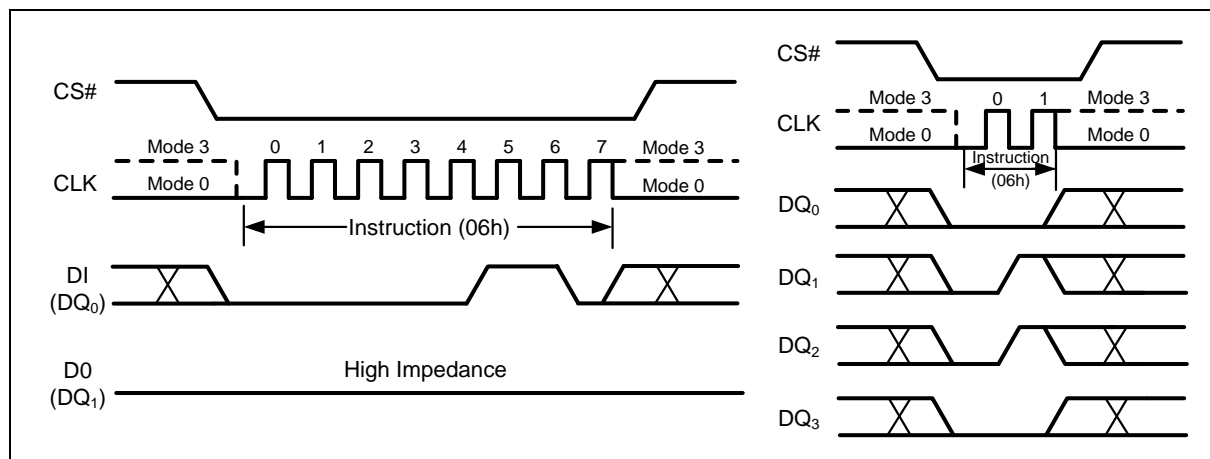 CS#
Mode 3 0 1 2 3 4 5 6 7 Mode 3
CLK Mode 0 Mode 0
Instruction (06h)
DI
(DQ0)
D0
(DQ1)
High Impedance
CS#
Mode 3 0 1 Mode 3
CLK
Mode 0 Mode 0
Instruction
(06h)
DQ0
DQ1
DQ2
DQ3